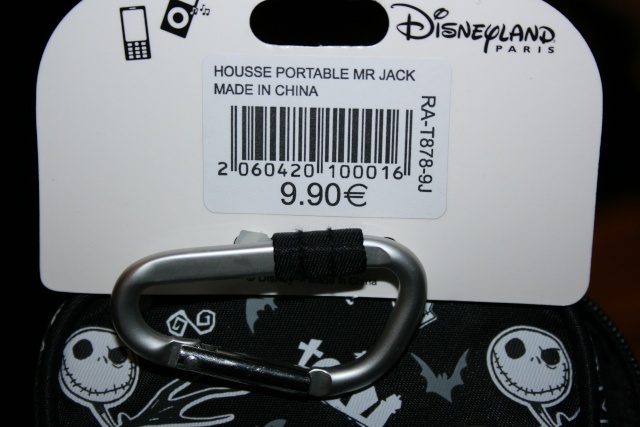 DISNEYLAND
PARIS
HOUSSE PORTABLE MR JACK
MADE IN CHINA
RA-T878-9J
2 060420 100016
9.90€